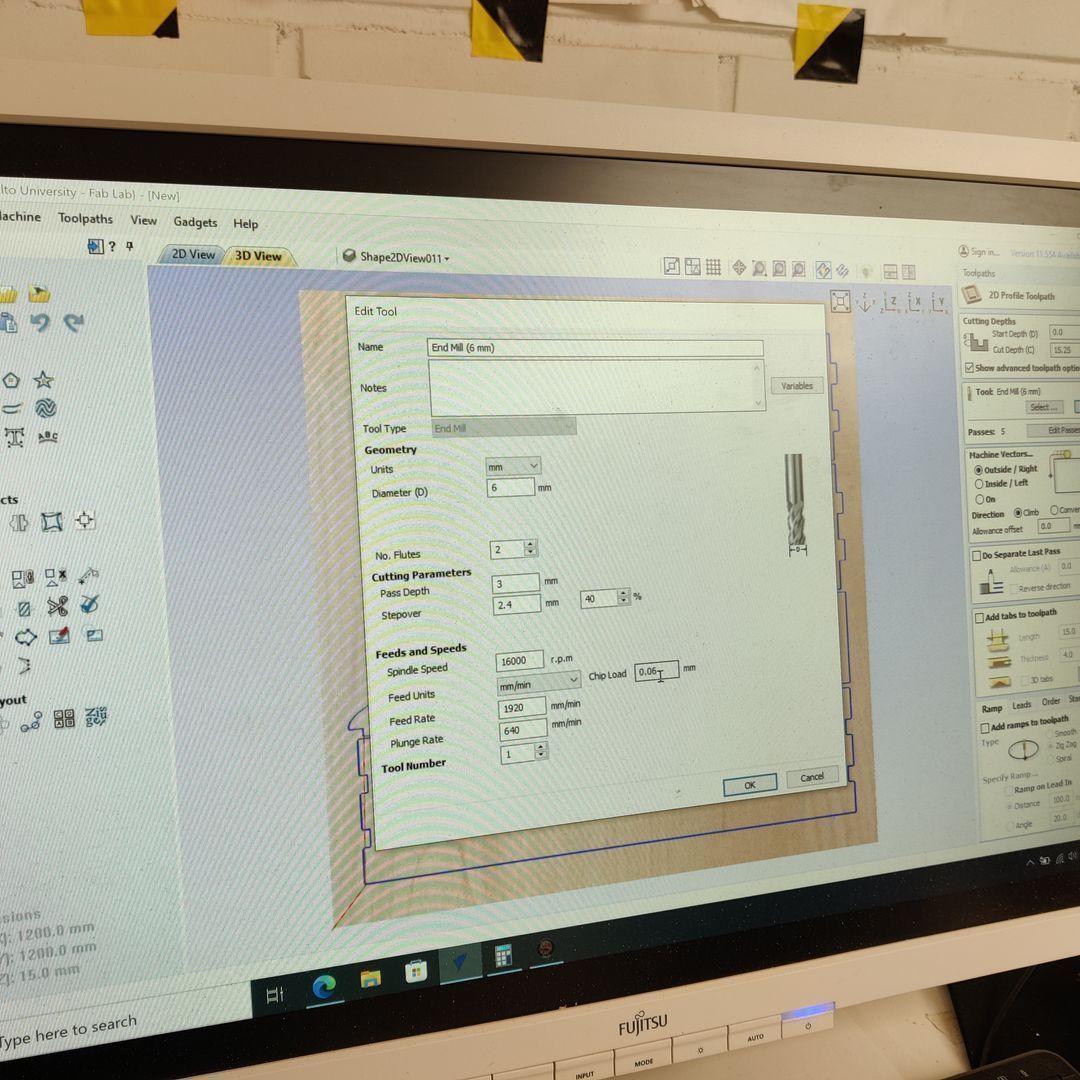 lto University - Fab Lab) - [New]
achine Toolpaths View Gadgets Help
2D View 3D View Shape2DView011
Sign in... Version 11.554 Availa
Toolpaths
2D Profile Toolpath
Cutting Depths
Start Depth (D) 0.0
Cut Depth (C) 15.25
Show advanced toolpath optio
Tool: End Mill (6 mm)
Select ...
Passes: 5 Edit Passes
Machine Vectors...
Outside / Right
Inside / Left
On
Direction Climb Conven
Allowance offset 0.0
Do Separate Last Pass
Allowance (A) 0.0
Reverse direction
Add tabs to toolpath
Length 15.0
Thickness 4.0
3D tabs
Ramp Leads Order Sta
Add ramps to toolpath
Type Smooth
Zig Zag
Spiral
Specify Ramp ...
Ramp on Lead In
Distance 100.0
Angle 20.0
Edit Tool
Name End Mill (6 mm)
Notes
Variables
Tool Type End Mill
Geometry
Units mm
Diameter (D) 6 mm
No. Flutes 2
Cutting Parameters
Pass Depth 3 mm
Stepover 2.4 mm 40 %
Feeds and Speeds
Spindle Speed 16000 r.p.m
Feed Units mm/min Chip Load 0.06 mm
Feed Rate 1920 mm/min
Plunge Rate 640 mm/min
Tool Number 1
OK Cancel
cts
yout
sions
: 1200.0 mm
: 1200.0 mm
: 15.0 mm
Type here to search
FUJITSU
INPUT MODE AUTO